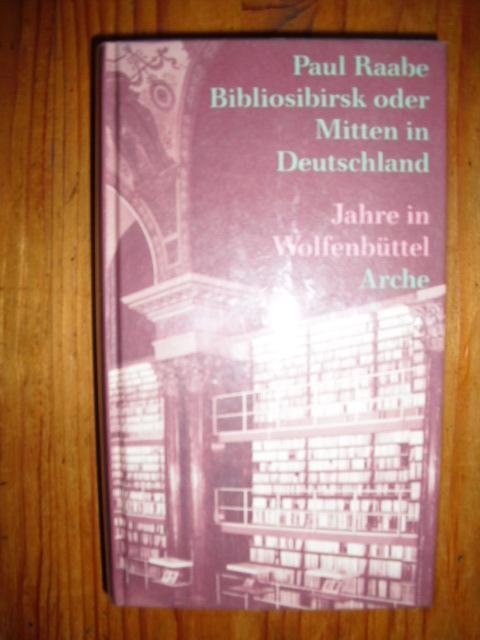 Paul Raabe
Bibliosibirsk oder
Mitten in
Deutschland
Jahre in
Wolfenbüttel
Arche